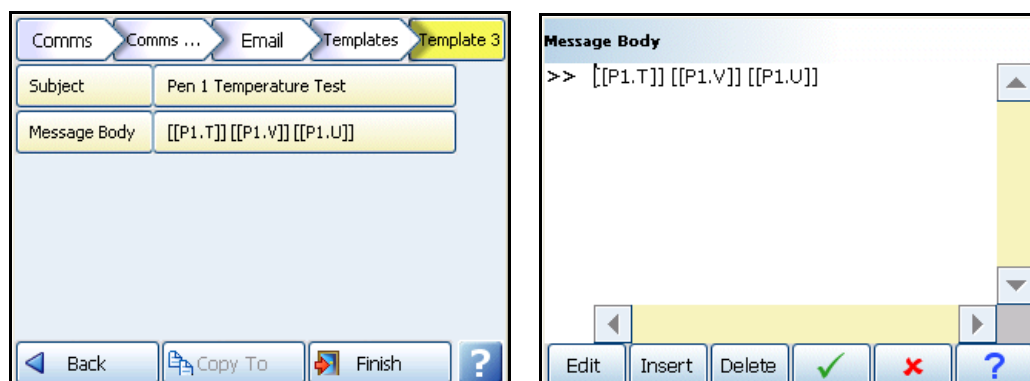 Comms Comms ... Email Templates Template 3
Subject Pen 1 Temperature Test
Message Body [[P1.T]] [[P1.V]] [[P1.U]]
Back Copy To Finish ?
Message Body
>> [[P1.T]] [[P1.V]] [[P1.U]]
Edit Insert Delete ?